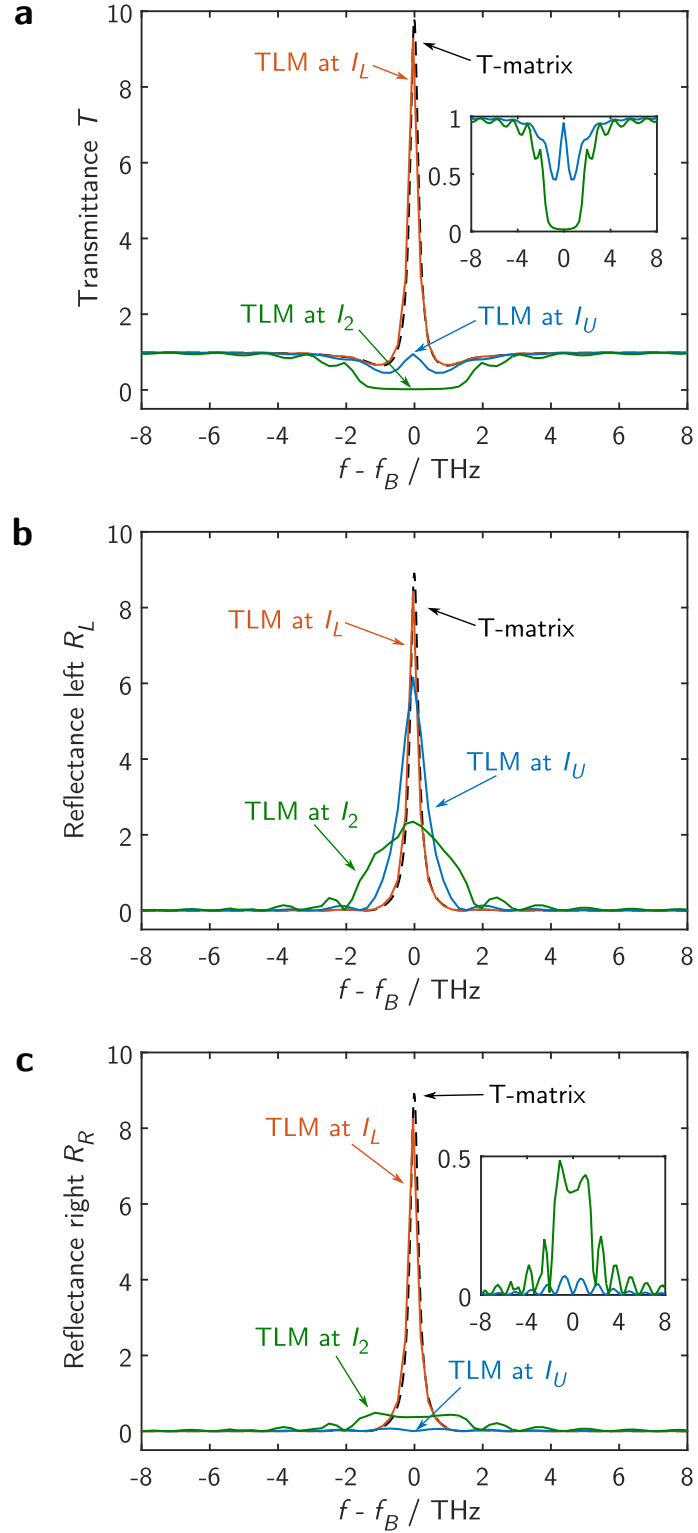 a
10
8
6
4
2
0
Transmittance T
TLM at I_L
T-matrix
1
0.5
0
-8 -4 0 4 8
TLM at I_2
TLM at I_U
-8 -6 -4 -2 0 2 4 6 8
f - f_B / THz
b
10
8
6
4
2
0
Reflectance left R_L
TLM at I_L
T-matrix
TLM at I_U
TLM at I_2
-8 -6 -4 -2 0 2 4 6 8
f - f_B / THz
c
10
8
6
4
2
0
Reflectance right R_R
T-matrix
TLM at I_L
0.5
0
-8 -4 0 4 8
TLM at I_2
TLM at I_U
-8 -6 -4 -2 0 2 4 6 8
f - f_B / THz